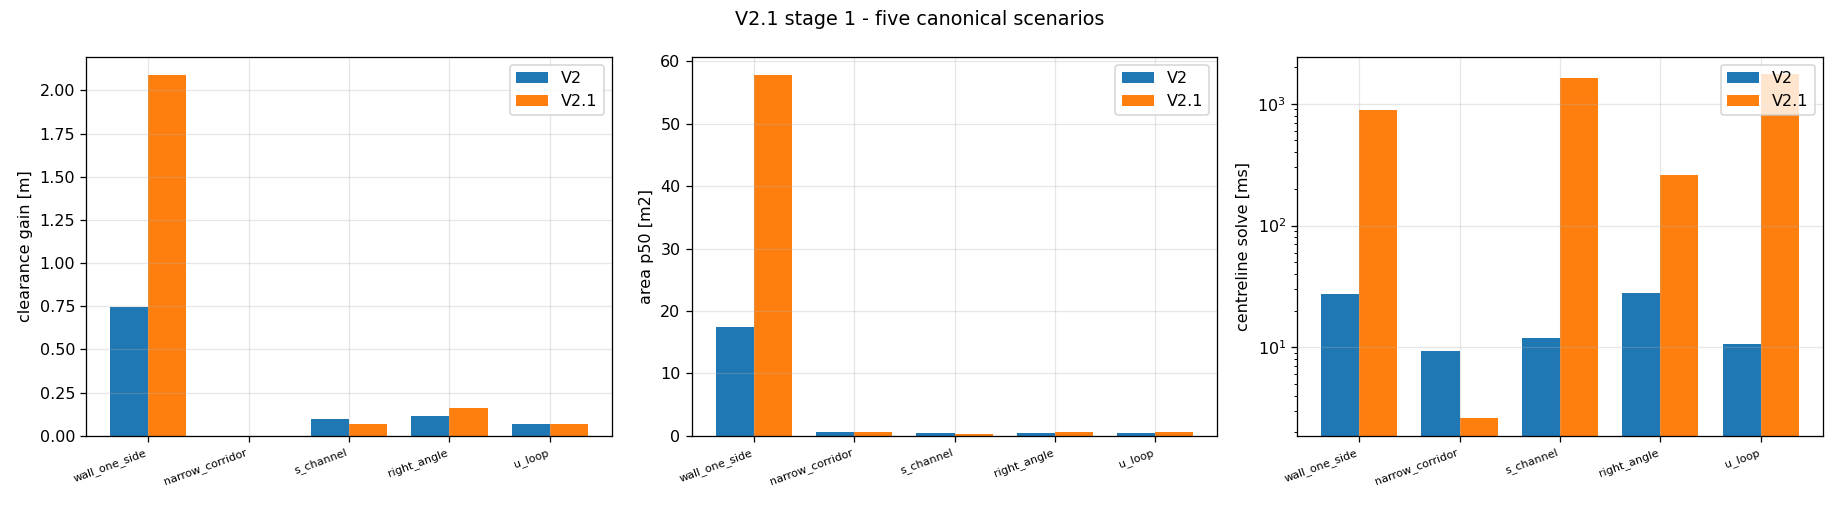 V2.1 stage 1 - five canonical scenarios
clearance gain [m]
2.00
1.75
1.50
1.25
1.00
0.75
0.50
0.25
0.00
V2
V2.1
wall_one_side
narrow_corridor
s_channel
right_angle
u_loop
area p50 [m2]
60
50
40
30
20
10
0
V2
V2.1
wall_one_side
narrow_corridor
s_channel
right_angle
u_loop
centreline solve [ms]
10³
10²
10¹
V2
V2.1
wall_one_side
narrow_corridor
s_channel
right_angle
u_loop